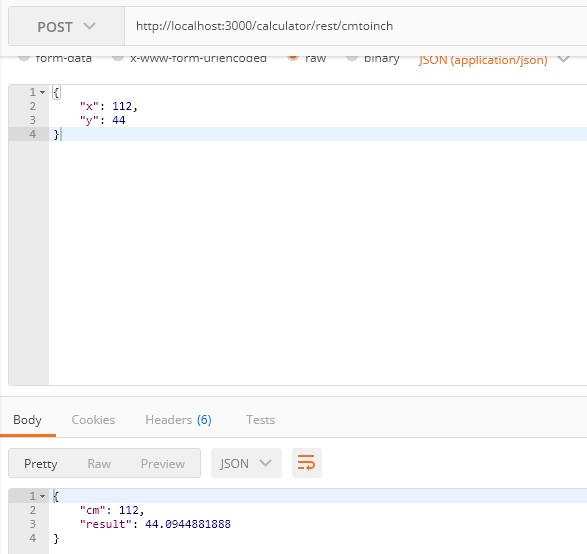 POST http://localhost:3000/calculator/rest/cmtoinch
form-data x-www-form-urlencoded raw binary JSON (application/json)
1 {
2 "x": 112,
3 "y": 44
4 }
Body Cookies Headers (6) Tests
Pretty Raw Preview JSON
1 {
2 "cm": 112,
3 "result": 44.0944881888
4 }